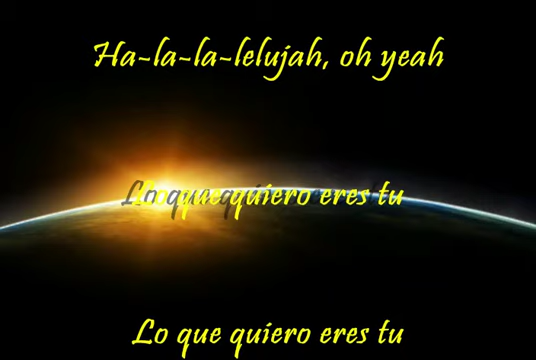 Ha-la-la-lelujah, oh yeah
Lo que quiero eres tu
Lo que quiero eres tu